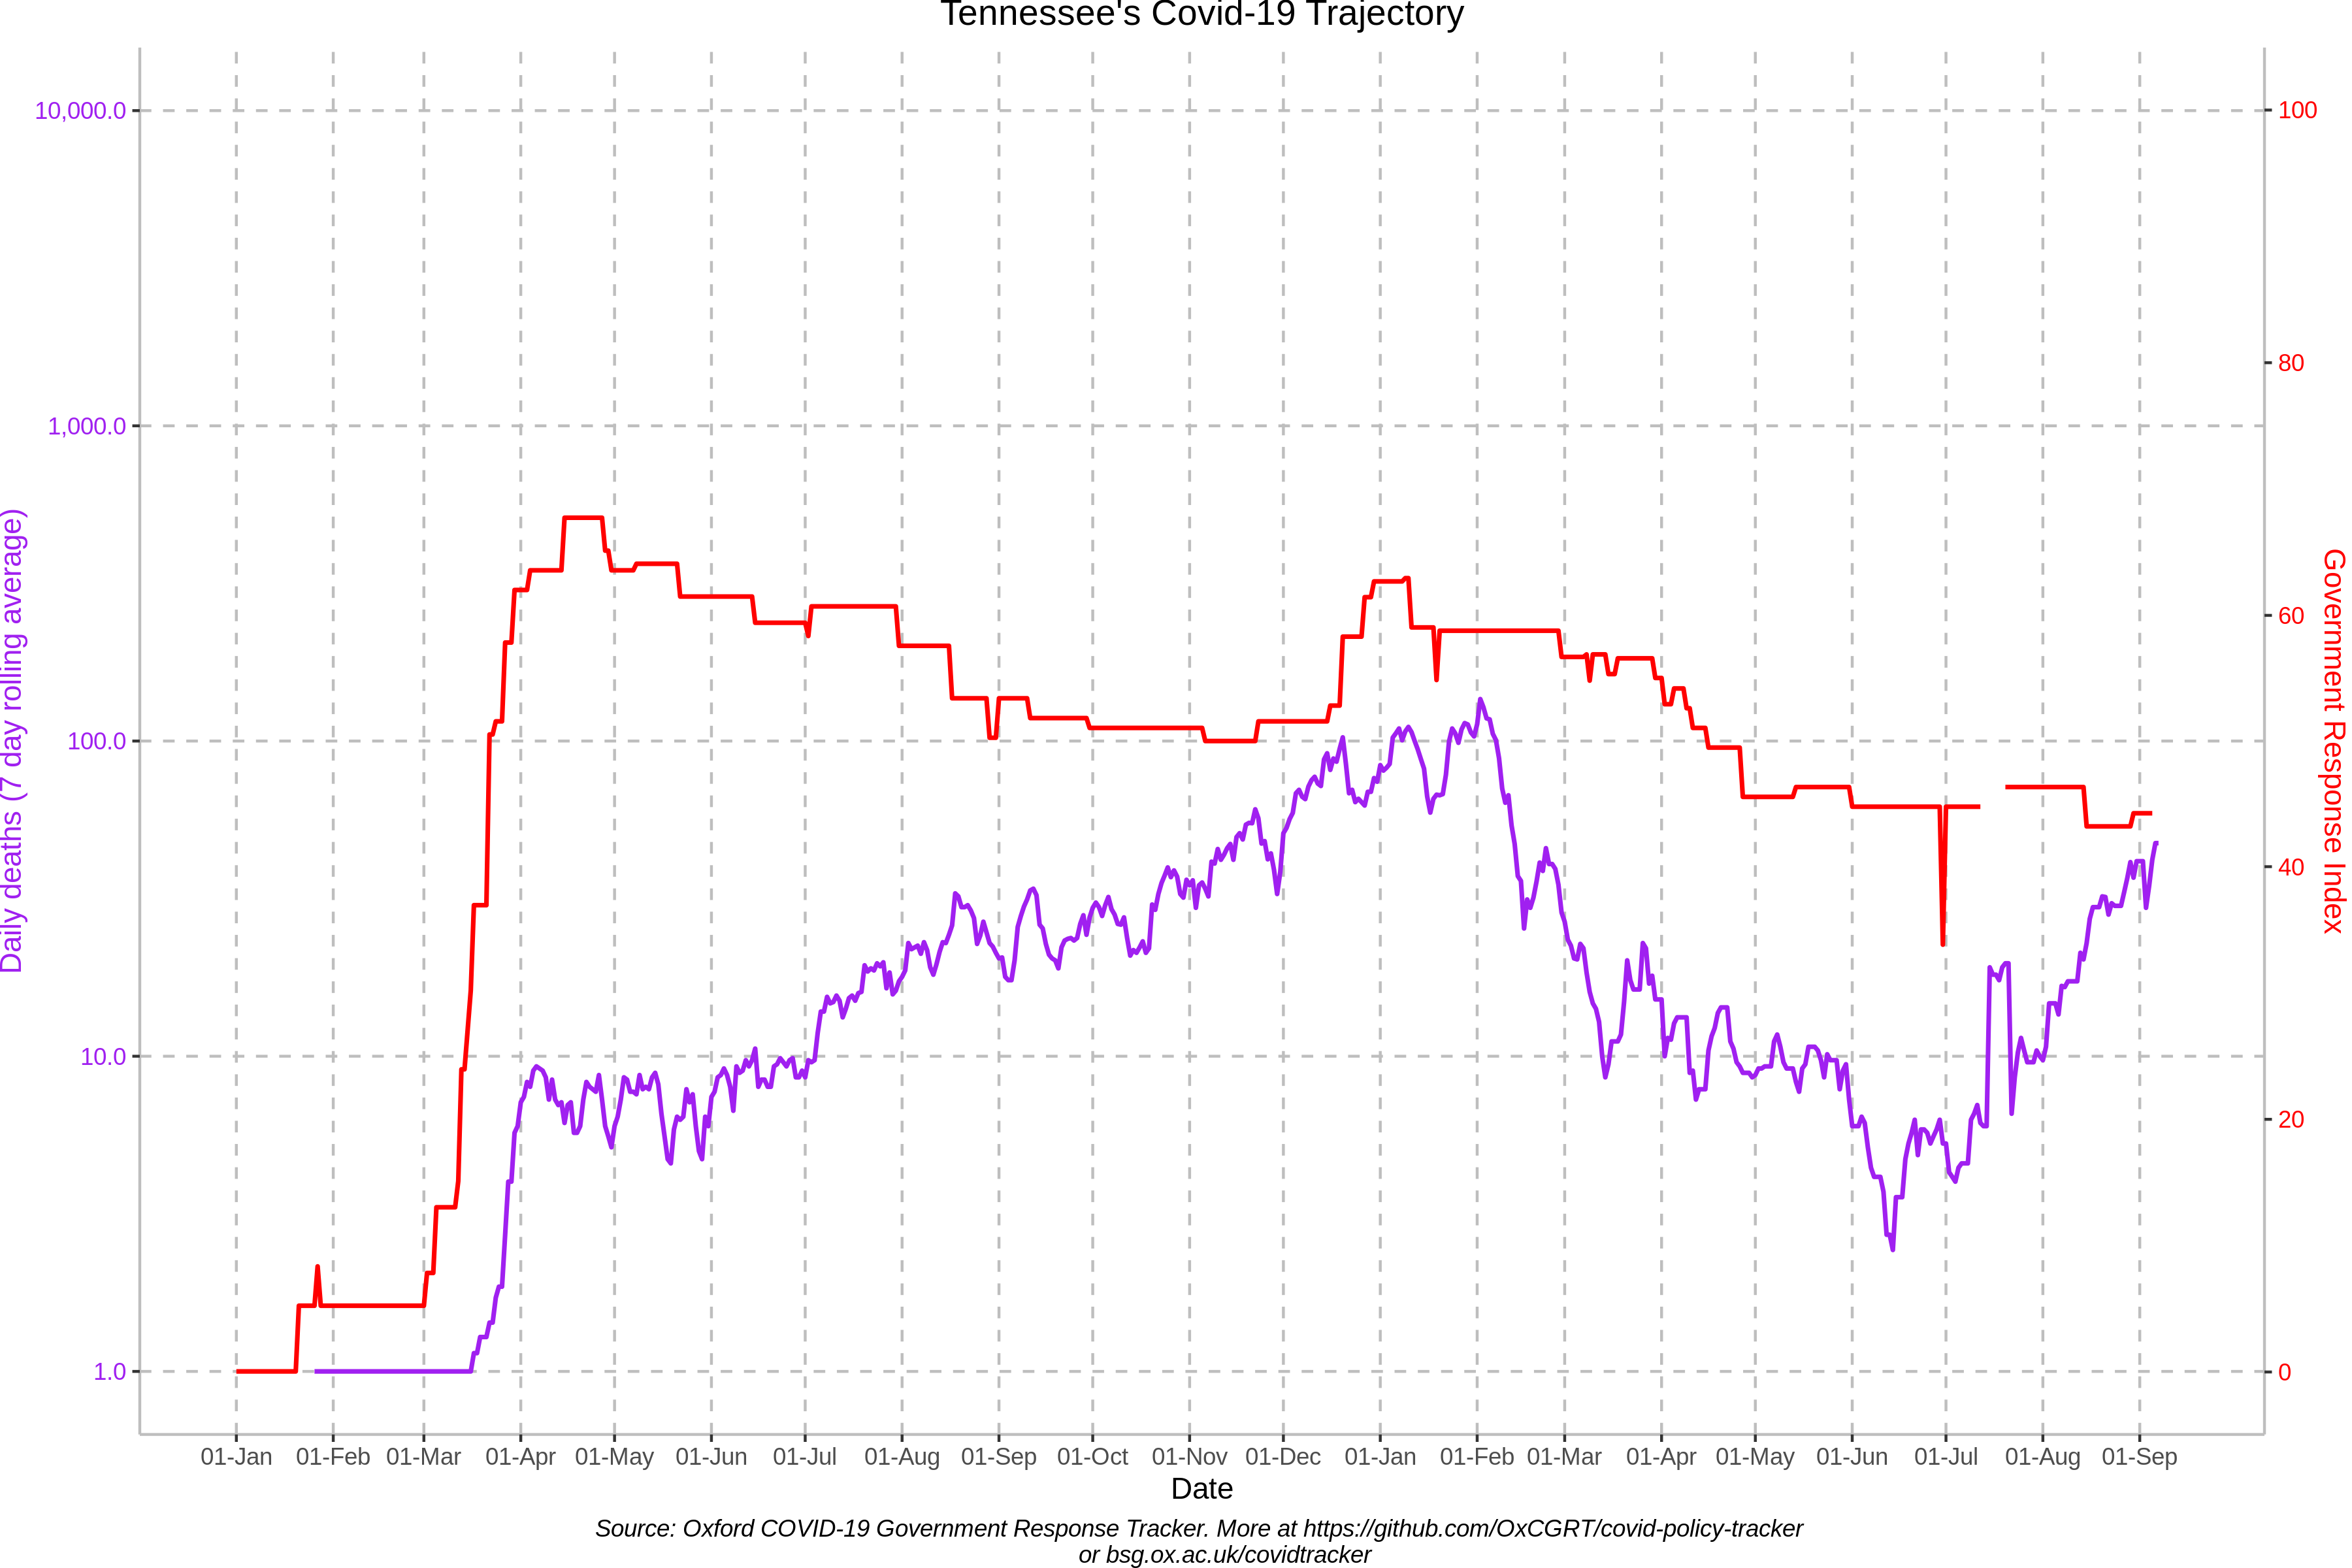 Tennessee's Covid-19 Trajectory
10,000.0
1,000.0
100.0
10.0
1.0
Daily deaths (7 day rolling average)
100
80
60
40
20
0
Government Response Index
01-Jan 01-Feb 01-Mar 01-Apr 01-May 01-Jun 01-Jul 01-Aug 01-Sep 01-Oct 01-Nov 01-Dec 01-Jan 01-Feb 01-Mar 01-Apr 01-May 01-Jun 01-Jul 01-Aug 01-Sep
Date
Source: Oxford COVID-19 Government Response Tracker. More at https://github.com/OxCGRT/covid-policy-tracker
or bsg.ox.ac.uk/covidtracker